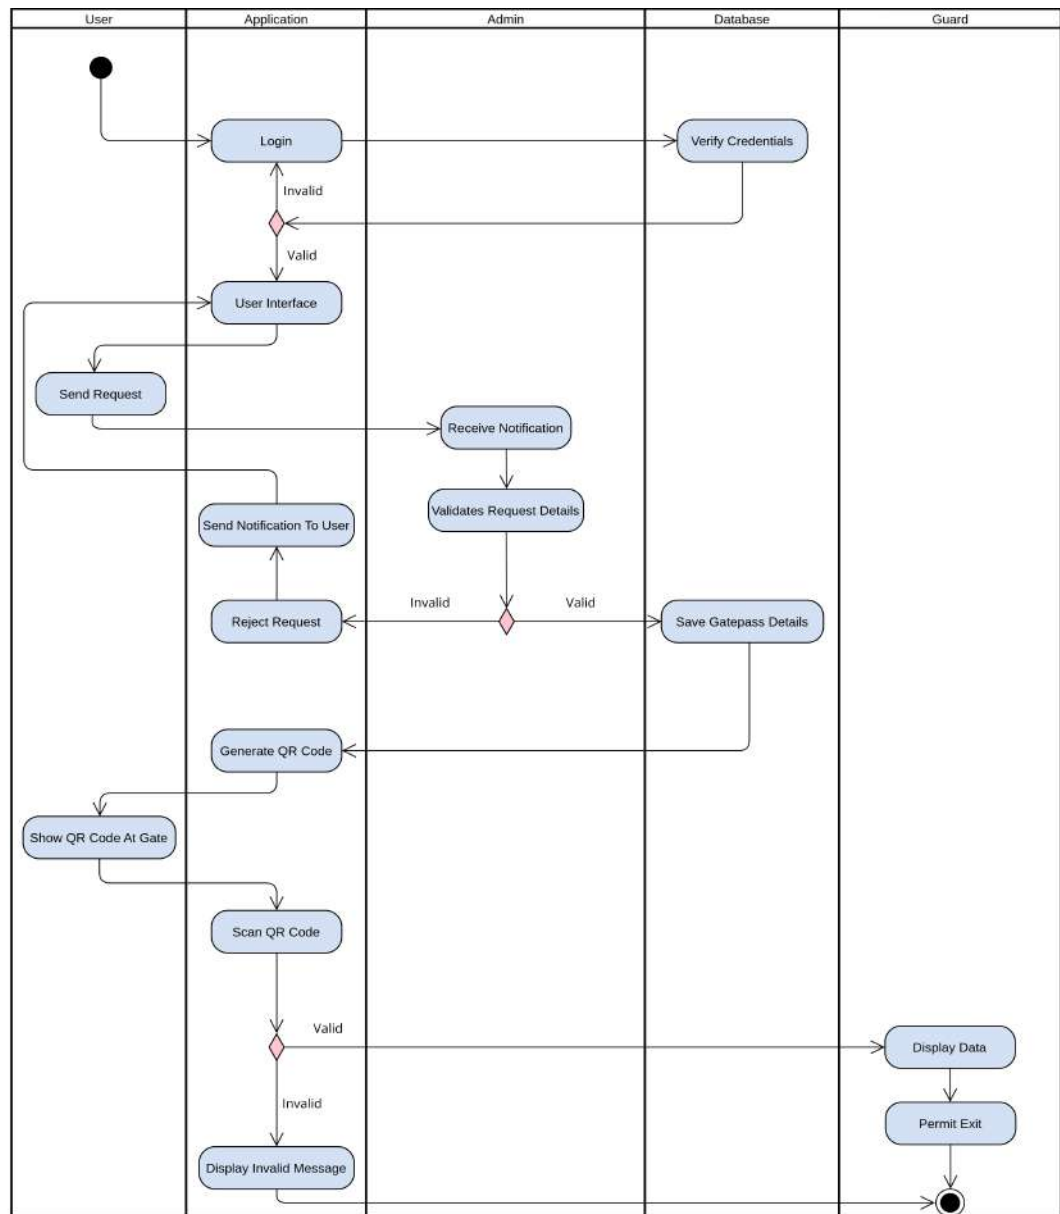 User
Application
Admin
Database
Guard
Login
Verify Credentials
Invalid
Valid
User Interface
Send Request
Receive Notification
Validates Request Details
Send Notification To User
Invalid
Valid
Reject Request
Save Gatepass Details
Generate QR Code
Show QR Code At Gate
Scan QR Code
Valid
Display Data
Invalid
Permit Exit
Display Invalid Message